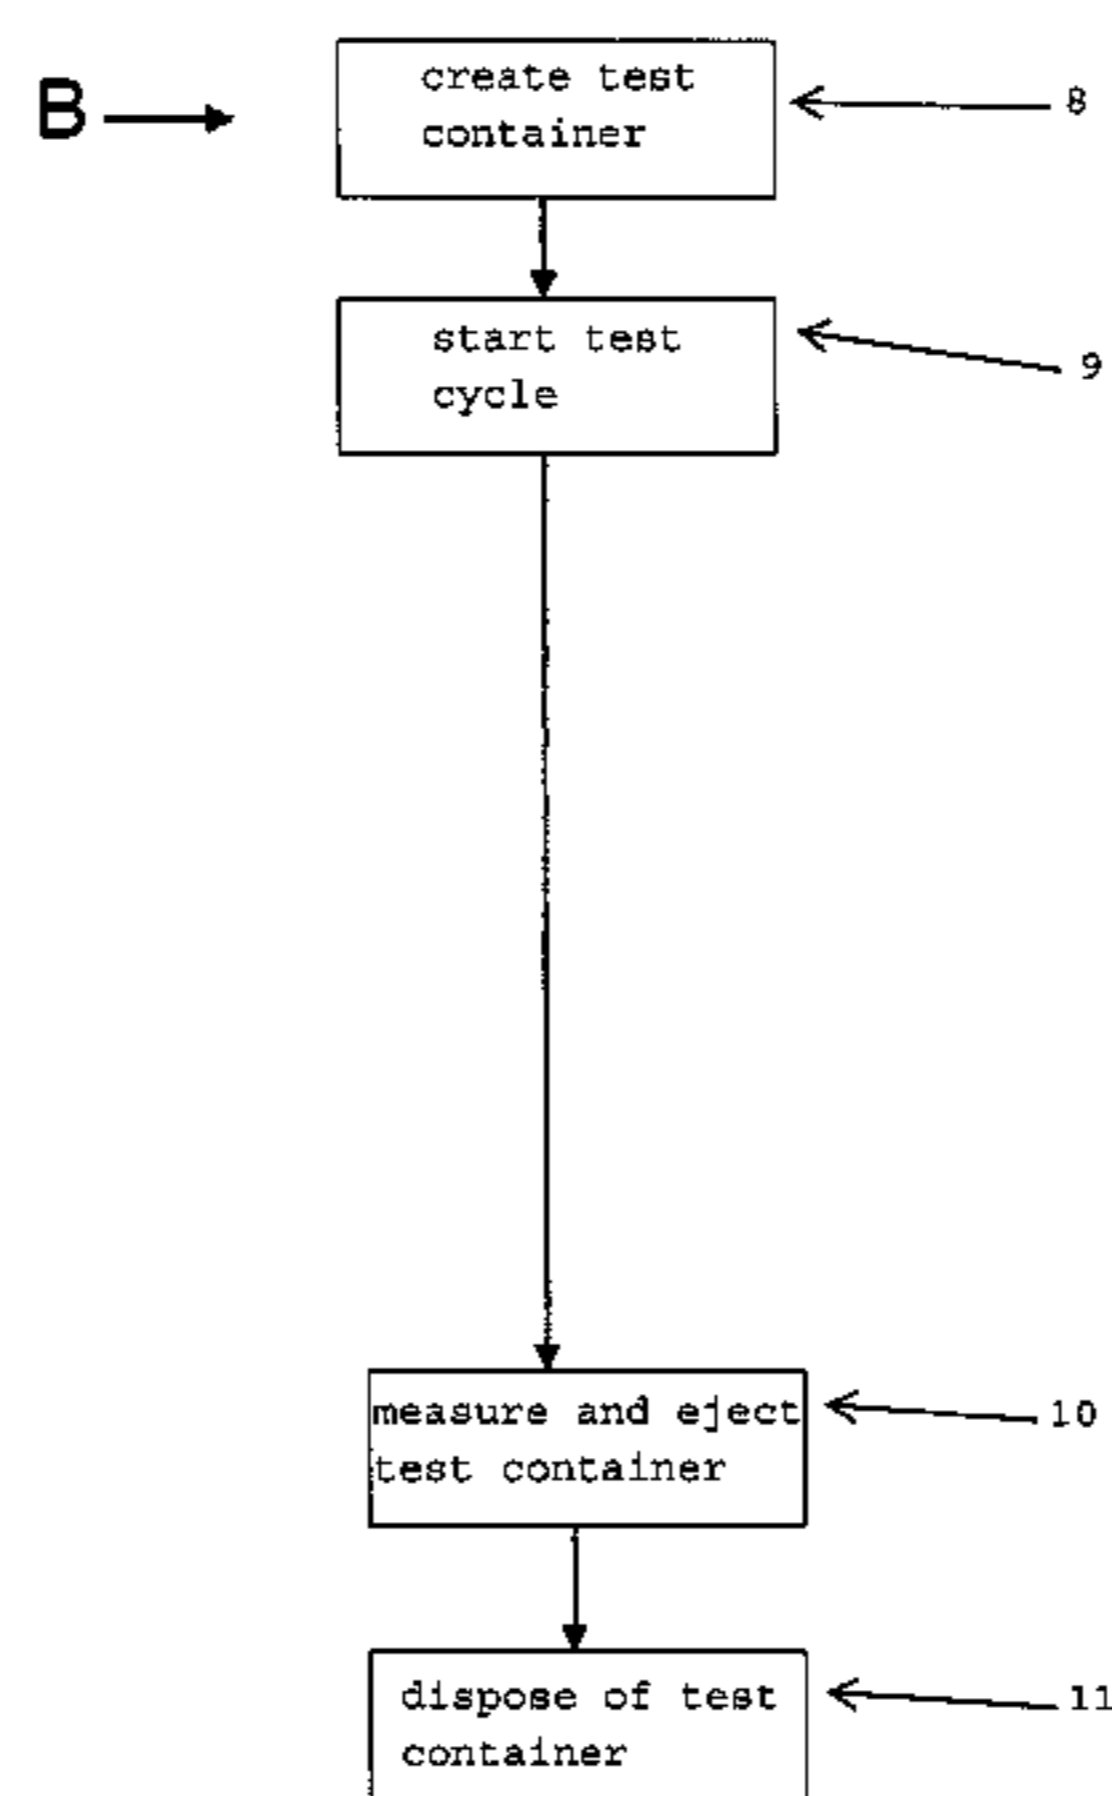 B
create test
container
8
start test
cycle
9
measure and eject
test container
10
dispose of test
container
11